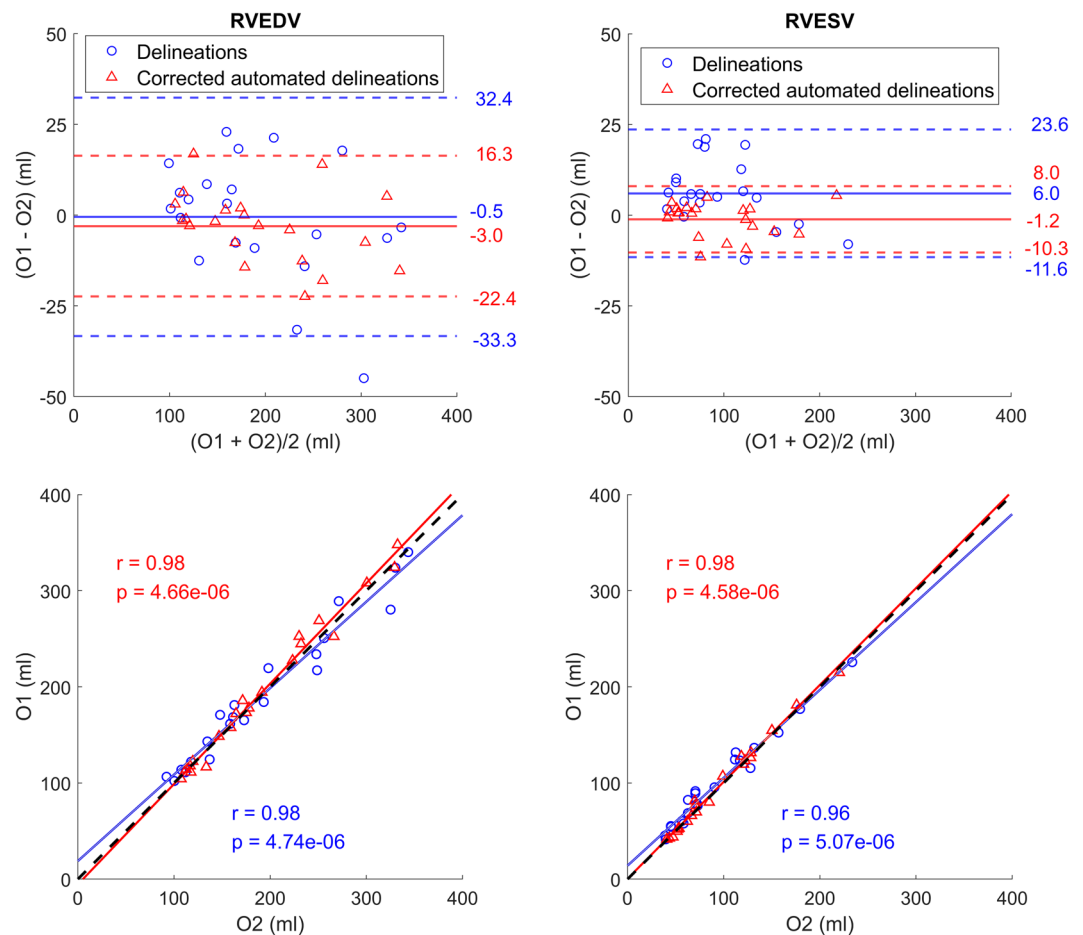 RVEDV
50
Delineations
Corrected automated delineations
32.4
25
16.3
(O1 - O2) (ml)
0
-0.5
-3.0
-22.4
-25
-33.3
-50
0
100
200
300
400
(O1 + O2)/2 (ml)
RVESV
50
Delineations
Corrected automated delineations
25
23.6
8.0
(O1 - O2) (ml)
6.0
0
-1.2
-10.3
-11.6
-25
-50
0
100
200
300
400
(O1 + O2)/2 (ml)
400
r = 0.98
p = 4.66e-06
300
O1 (ml)
200
100
r = 0.98
p = 4.74e-06
0
0
100
200
300
400
O2 (ml)
400
r = 0.98
p = 4.58e-06
300
O1 (ml)
200
100
r = 0.96
p = 5.07e-06
0
0
100
200
300
400
O2 (ml)